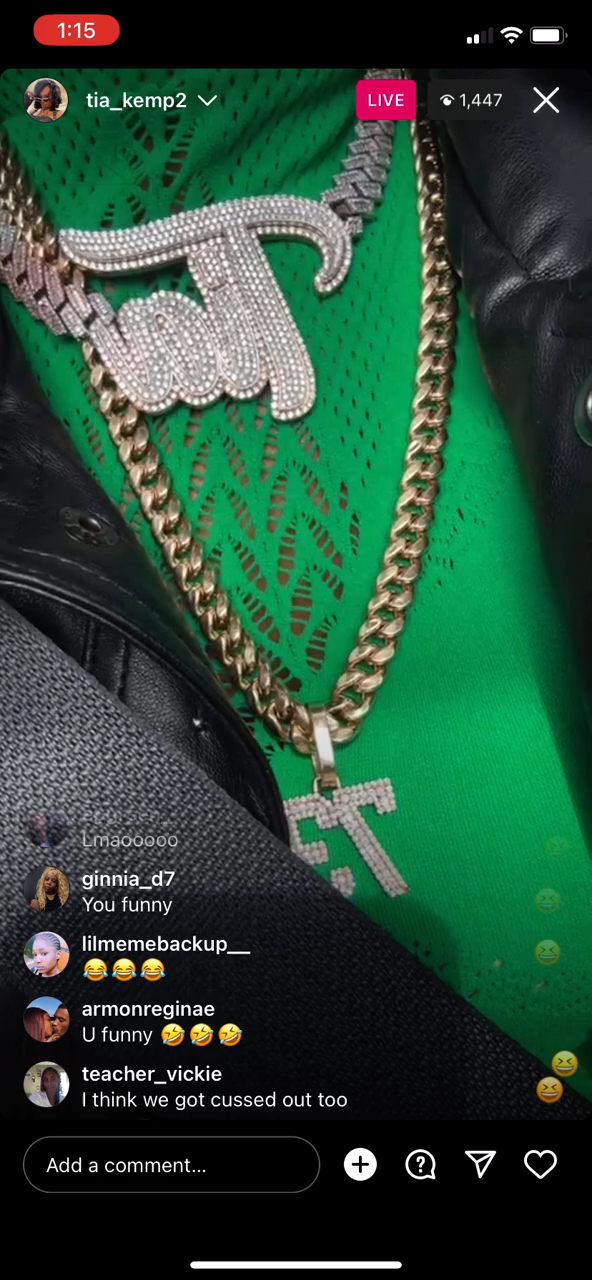 1:15
tia_kemp2
LIVE
1,447
Tia
Lmaooooo
ginnia_d7
You funny
lilmemebackup__
😂😂😂
armonreginae
U funny 🤣🤣🤣
teacher_vickie
I think we got cussed out too
Add a comment...